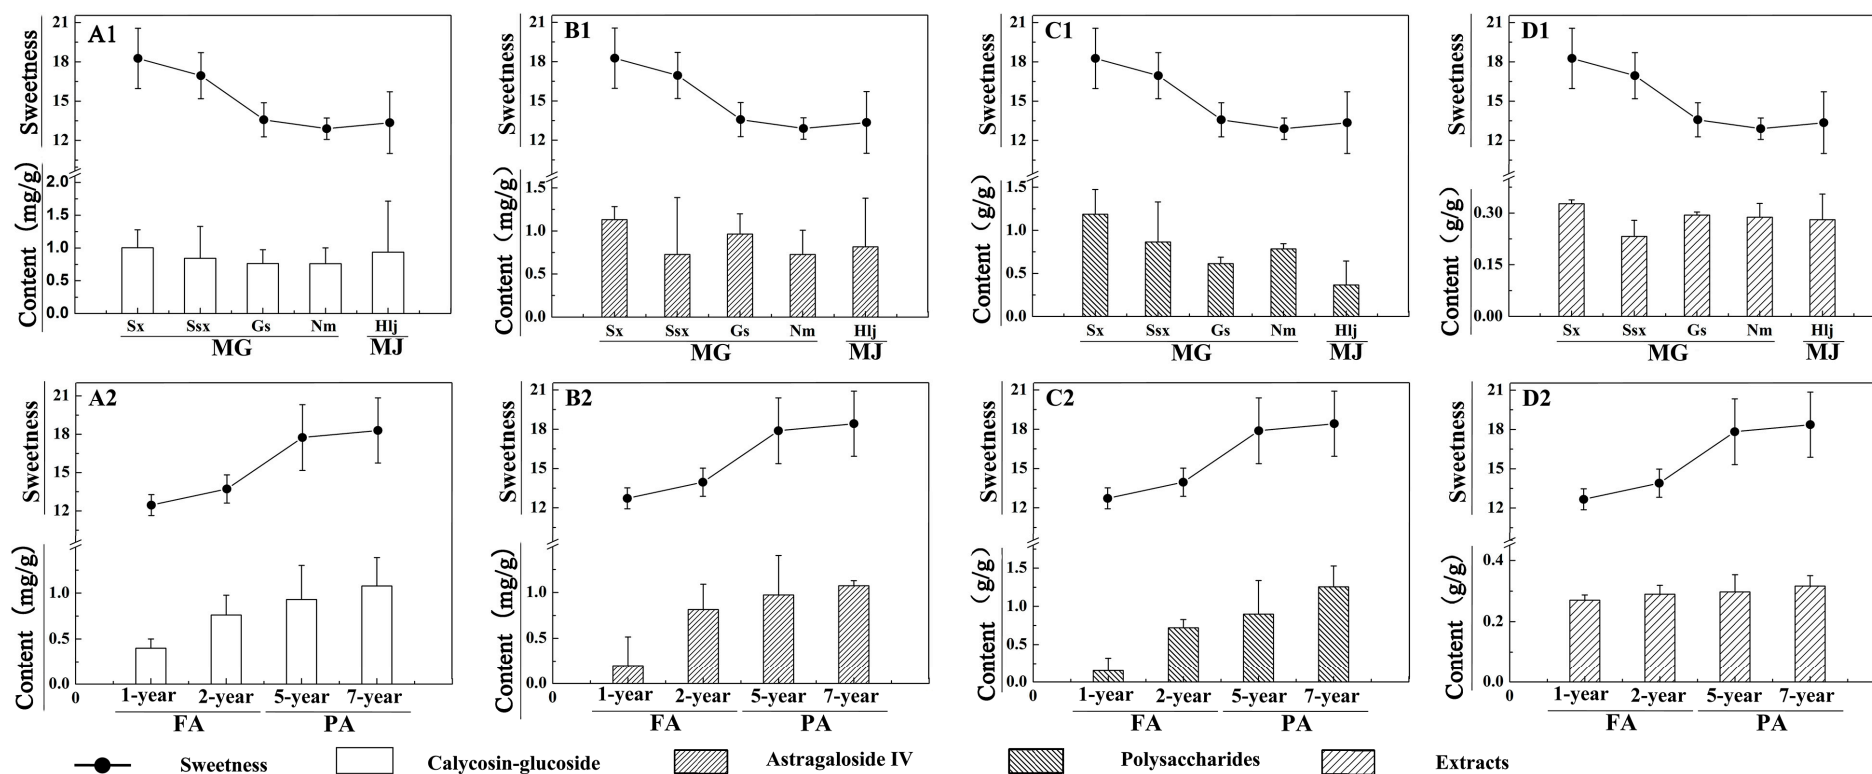 A1
Sweetness
21
18
15
12
Content (mg/g)
2.0
1.5
1.0
0.5
0.0
Sx Ssx Gs Nm Hlj
MG MJ
B1
Sweetness
21
18
15
12
Content (mg/g)
1.5
1.0
0.5
0.0
Sx Ssx Gs Nm Hlj
MG MJ
C1
Sweetness
21
18
15
12
Content (g/g)
1.5
1.0
0.5
0.0
Sx Ssx Gs Nm Hlj
MG MJ
D1
Sweetness
21
18
15
12
Content (g/g)
0.30
0.15
0.00
Sx Ssx Gs Nm Hlj
MG MJ
A2
Sweetness
21
18
15
12
Content (mg/g)
1.0
0.5
0.0
0 1-year 2-year 5-year 7-year
FA PA
B2
Sweetness
21
18
15
12
Content (mg/g)
1.0
0.5
0.0
0 1-year 2-year 5-year 7-year
FA PA
C2
Sweetness
21
18
15
12
Content (g/g)
1.5
1.0
0.5
0.0
0 1-year 2-year 5-year 7-year
FA PA
D2
Sweetness
21
18
15
12
Content (g/g)
0.4
0.2
0.0
0 1-year 2-year 5-year 7-year
FA PA
Sweetness Calycosin-glucoside Astragaloside IV Polysaccharides Extracts